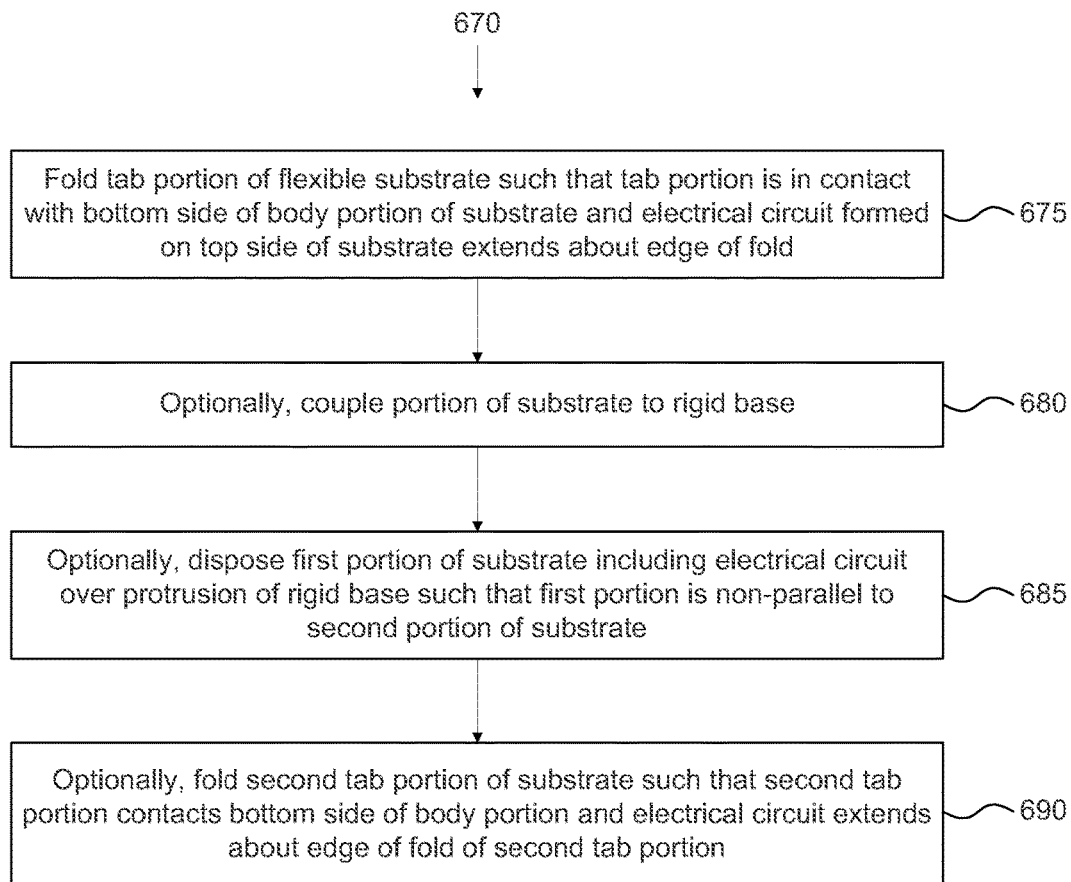 670
Fold tab portion of flexible substrate such that tab portion is in contact
with bottom side of body portion of substrate and electrical circuit formed
on top side of substrate extends about edge of fold
675
Optionally, couple portion of substrate to rigid base
680
Optionally, dispose first portion of substrate including electrical circuit
over protrusion of rigid base such that first portion is non-parallel to
second portion of substrate
685
Optionally, fold second tab portion of substrate such that second tab
portion contacts bottom side of body portion and electrical circuit extends
about edge of fold of second tab portion
690